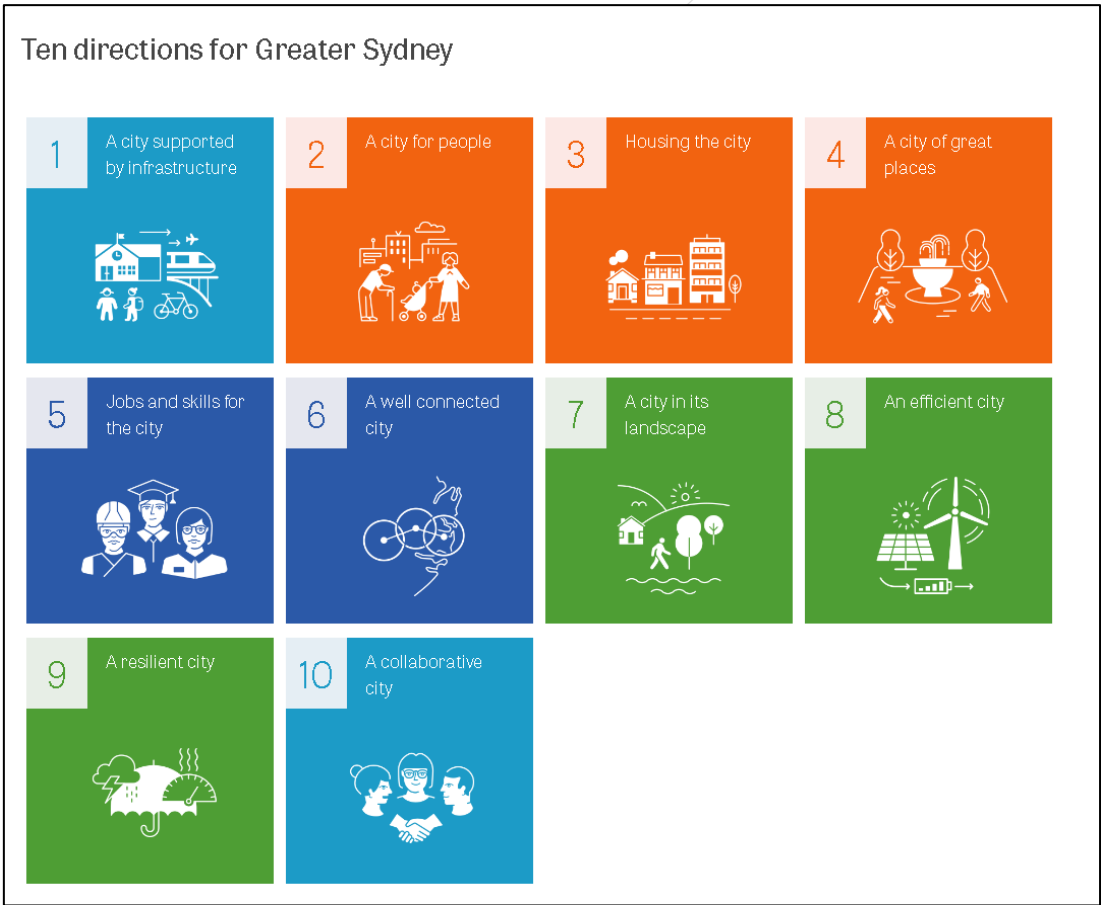 Ten directions for Greater Sydney
1
A city supported
by infrastructure
2
A city for people
3
Housing the city
4
A city of great
places
5
Jobs and skills for
the city
6
A well connected
city
7
A city in its
landscape
8
An efficient city
9
A resilient city
10
A collaborative
city